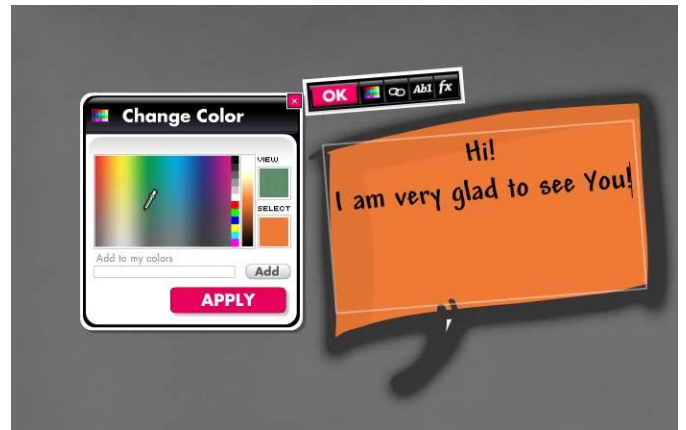 Change Color
VIEW
SELECT
Add to my colors
Add
APPLY
OK
Ab1
fx
Hi!
I am very glad to see You!